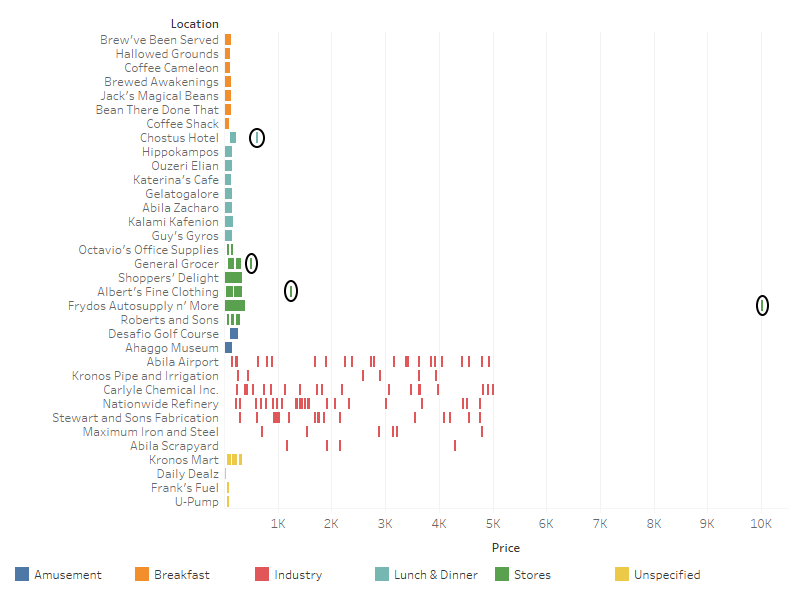 Location
Brew've Been Served
Hallowed Grounds
Coffee Cameleon
Brewed Awakenings
Jack's Magical Beans
Bean There Done That
Coffee Shack
Chostus Hotel
Hippokampos
Ouzeri Elian
Katerina's Cafe
Gelatogalore
Abila Zacharo
Kalami Kafenion
Guy's Gyros
Octavio's Office Supplies
General Grocer
Shoppers' Delight
Albert's Fine Clothing
Frydos Autosupply n' More
Roberts and Sons
Desafio Golf Course
Ahaggo Museum
Abila Airport
Kronos Pipe and Irrigation
Carlyle Chemical Inc.
Nationwide Refinery
Stewart and Sons Fabrication
Maximum Iron and Steel
Abila Scrapyard
Kronos Mart
Daily Dealz
Frank's Fuel
U-Pump
1K 2K 3K 4K 5K 6K 7K 8K 9K 10K
Price
Amusement Breakfast Industry Lunch & Dinner Stores Unspecified